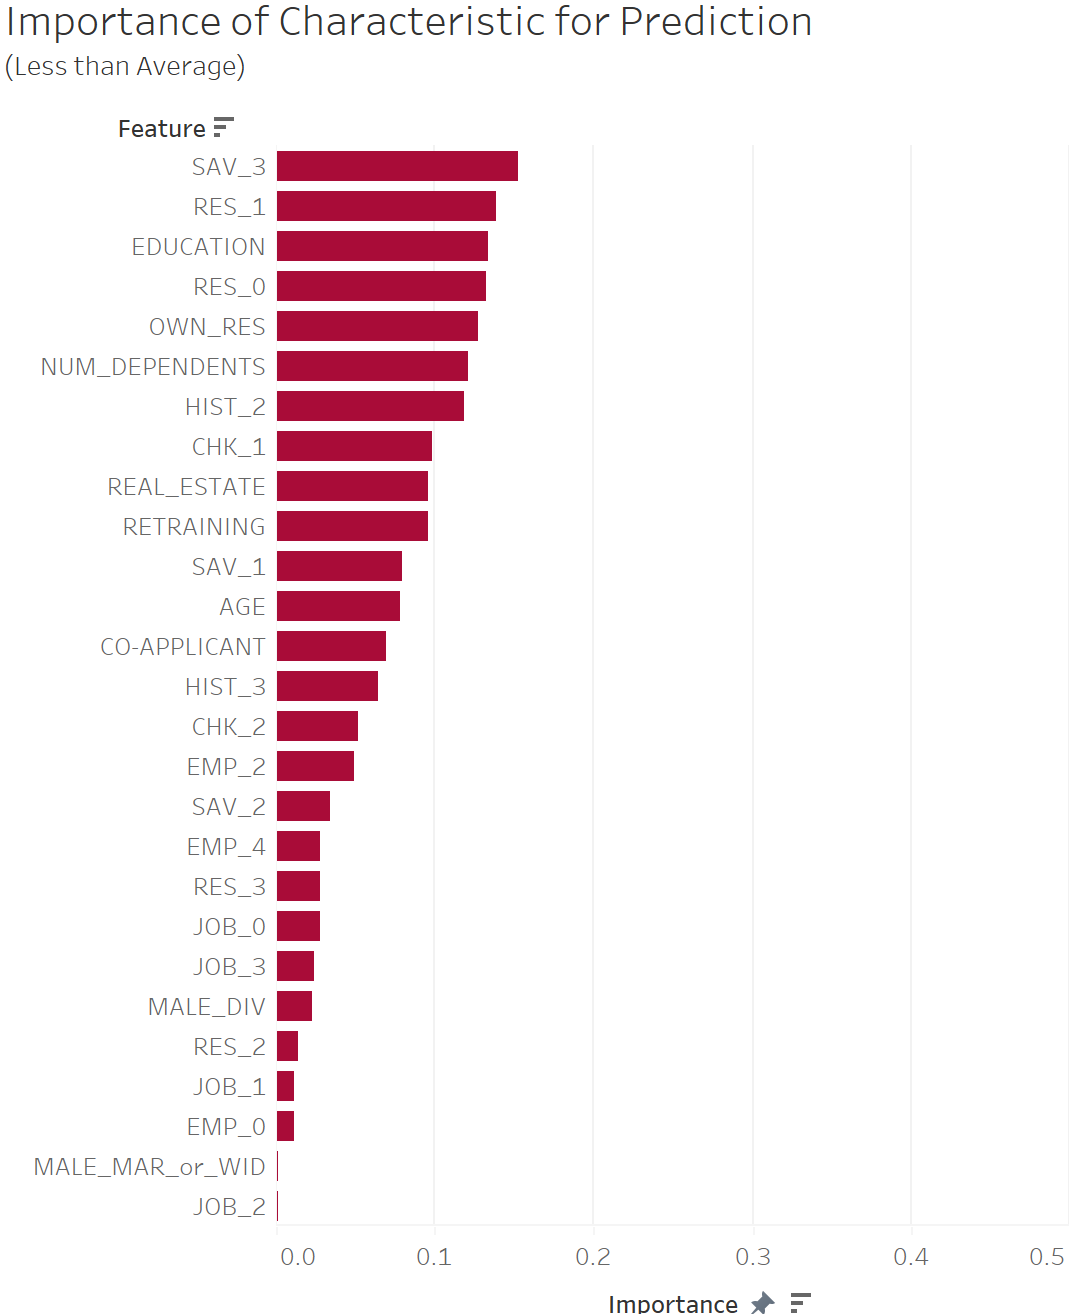 Importance of Characteristic for Prediction
(Less than Average)
Feature
SAV_3
RES_1
EDUCATION
RES_0
OWN_RES
NUM_DEPENDENTS
HIST_2
CHK_1
REAL_ESTATE
RETRAINING
SAV_1
AGE
CO-APPLICANT
HIST_3
CHK_2
EMP_2
SAV_2
EMP_4
RES_3
JOB_0
JOB_3
MALE_DIV
RES_2
JOB_1
EMP_0
MALE_MAR_or_WID
JOB_2
0.0 0.1 0.2 0.3 0.4 0.5
Importance